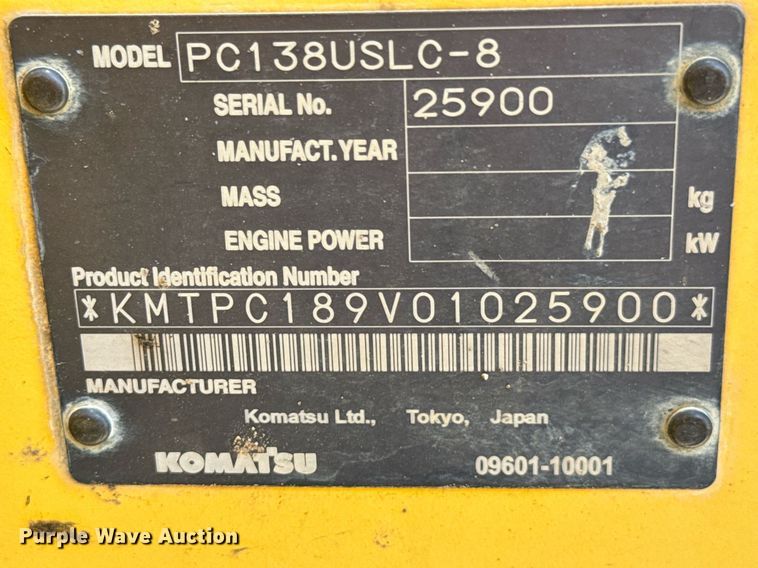 MODEL PC138USLC-8
SERIAL No. 25900
MANUFACT. YEAR
MASS kg
ENGINE POWER kW
Product Identification Number
*KMTPC189V01025900*
MANUFACTURER
Komatsu Ltd., Tokyo, Japan
KOMATSU 09601-10001
Purple Wave Auction